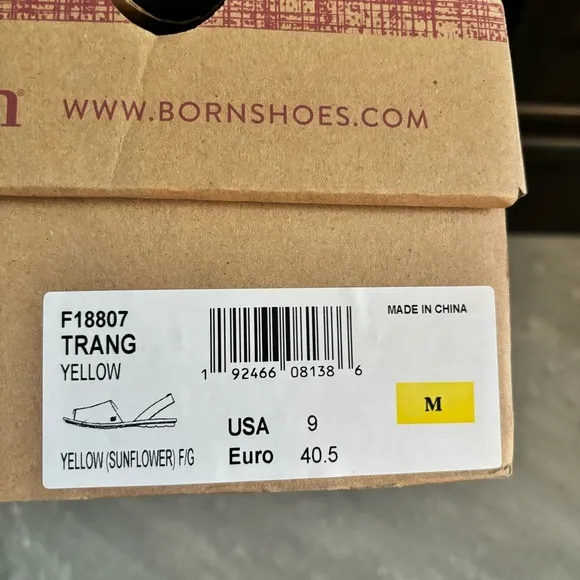 n®
WWW.BORNSHOES.COM
F18807
TRANG
YELLOW
1 92466 08138 6
MADE IN CHINA
M
USA 9
Euro 40.5
YELLOW (SUNFLOWER) F/G